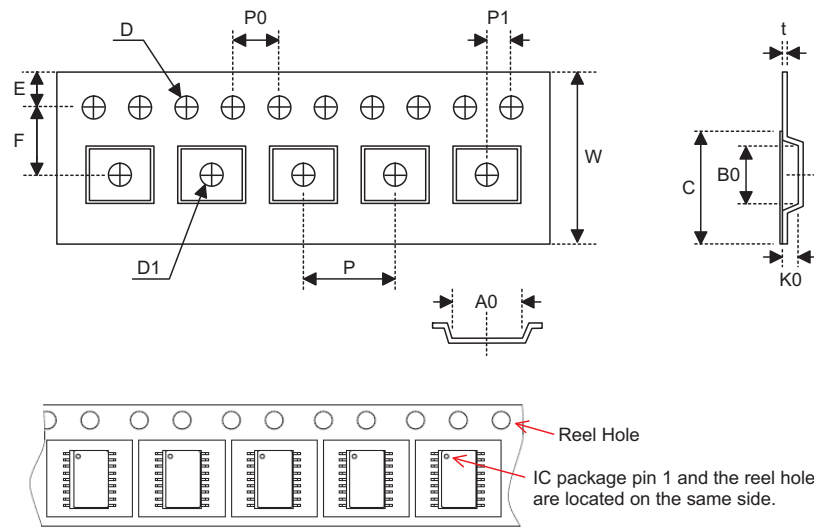 D
P0
P1
t
E
F
W
C
B0
D1
P
K0
A0
Reel Hole
IC package pin 1 and the reel hole
are located on the same side.